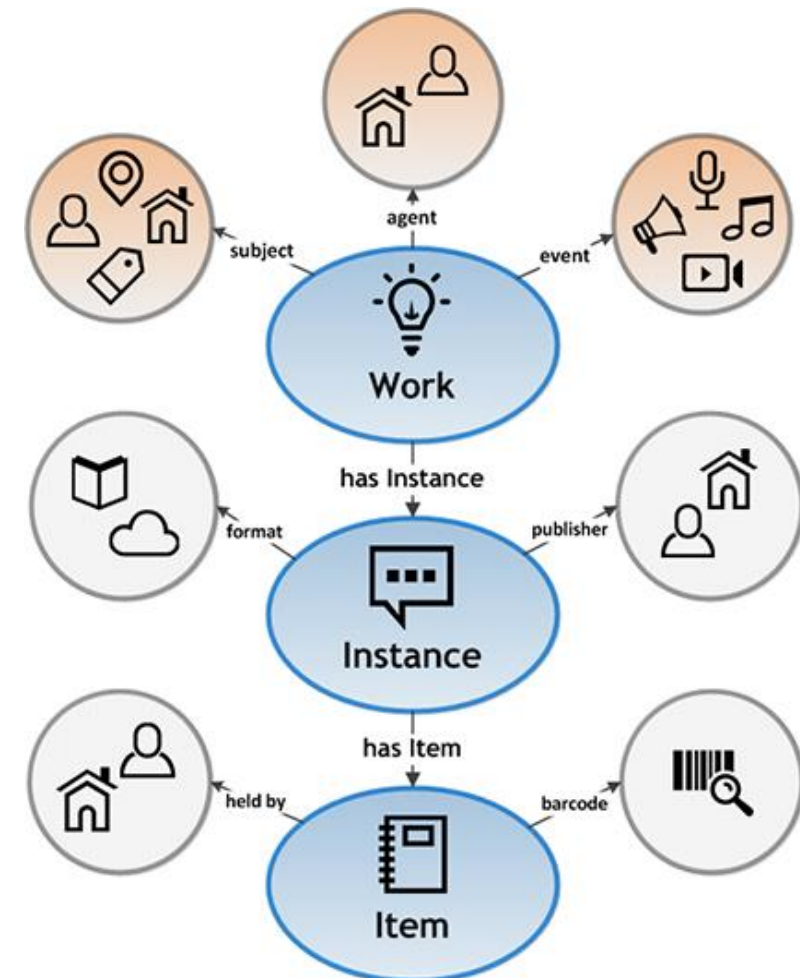 agent
subject
event
Work
has Instance
format
publisher
Instance
has Item
held by
barcode
Item